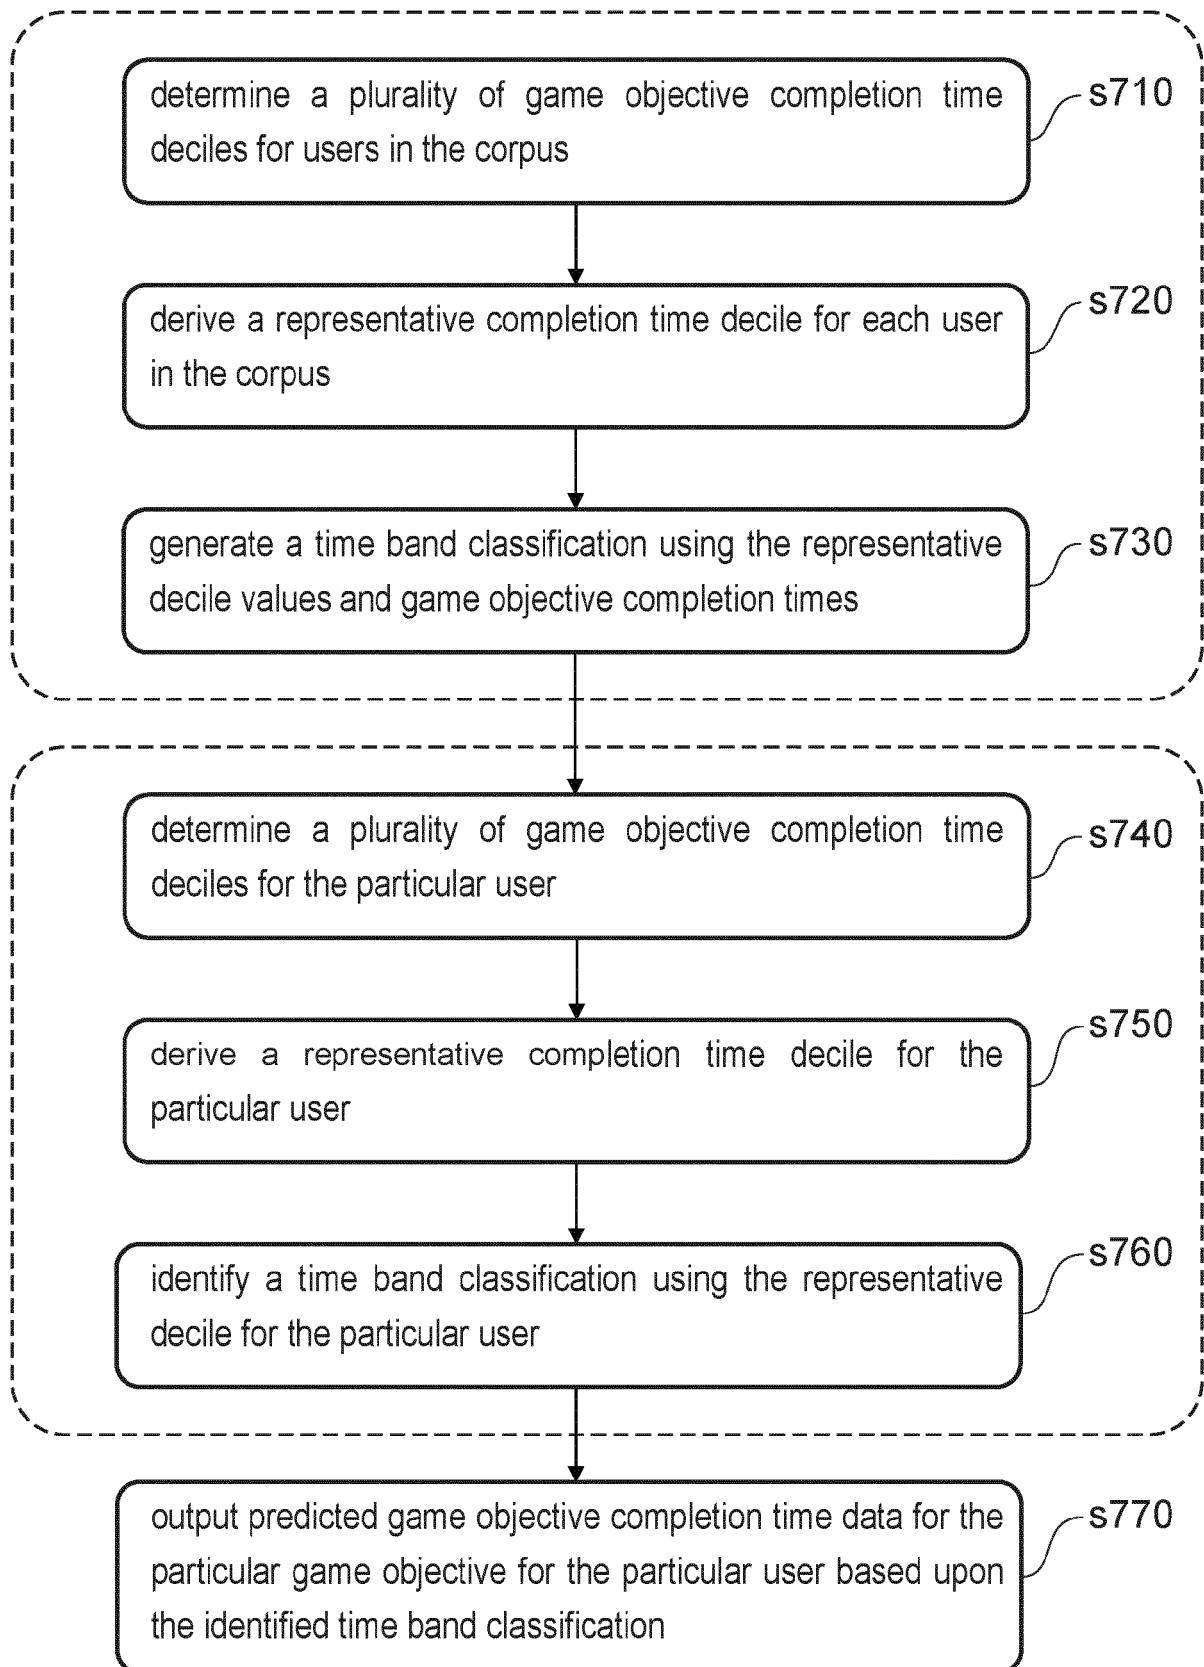 determine a plurality of game objective completion time
deciles for users in the corpus
s710
derive a representative completion time decile for each user
in the corpus
s720
generate a time band classification using the representative
decile values and game objective completion times
s730
determine a plurality of game objective completion time
deciles for the particular user
s740
derive a representative completion time decile for the
particular user
s750
identify a time band classification using the representative
decile for the particular user
s760
output predicted game objective completion time data for the
particular game objective for the particular user based upon
the identified time band classification
s770